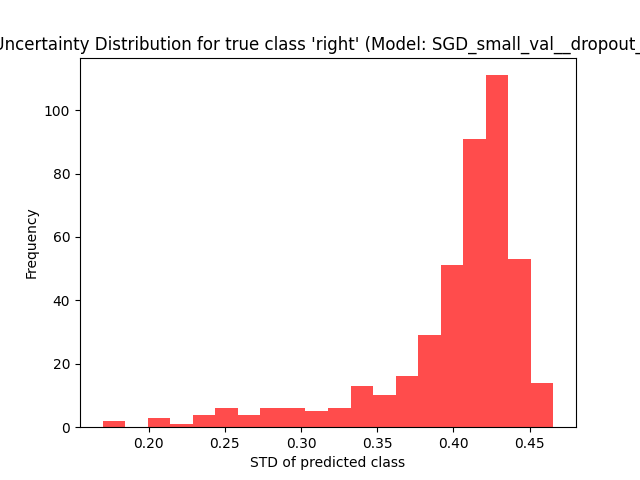 Uncertainty Distribution for true class 'right' (Model: SGD_small_val__dropout_
Frequency
100
80
60
40
20
0
0.20 0.25 0.30 0.35 0.40 0.45
STD of predicted class